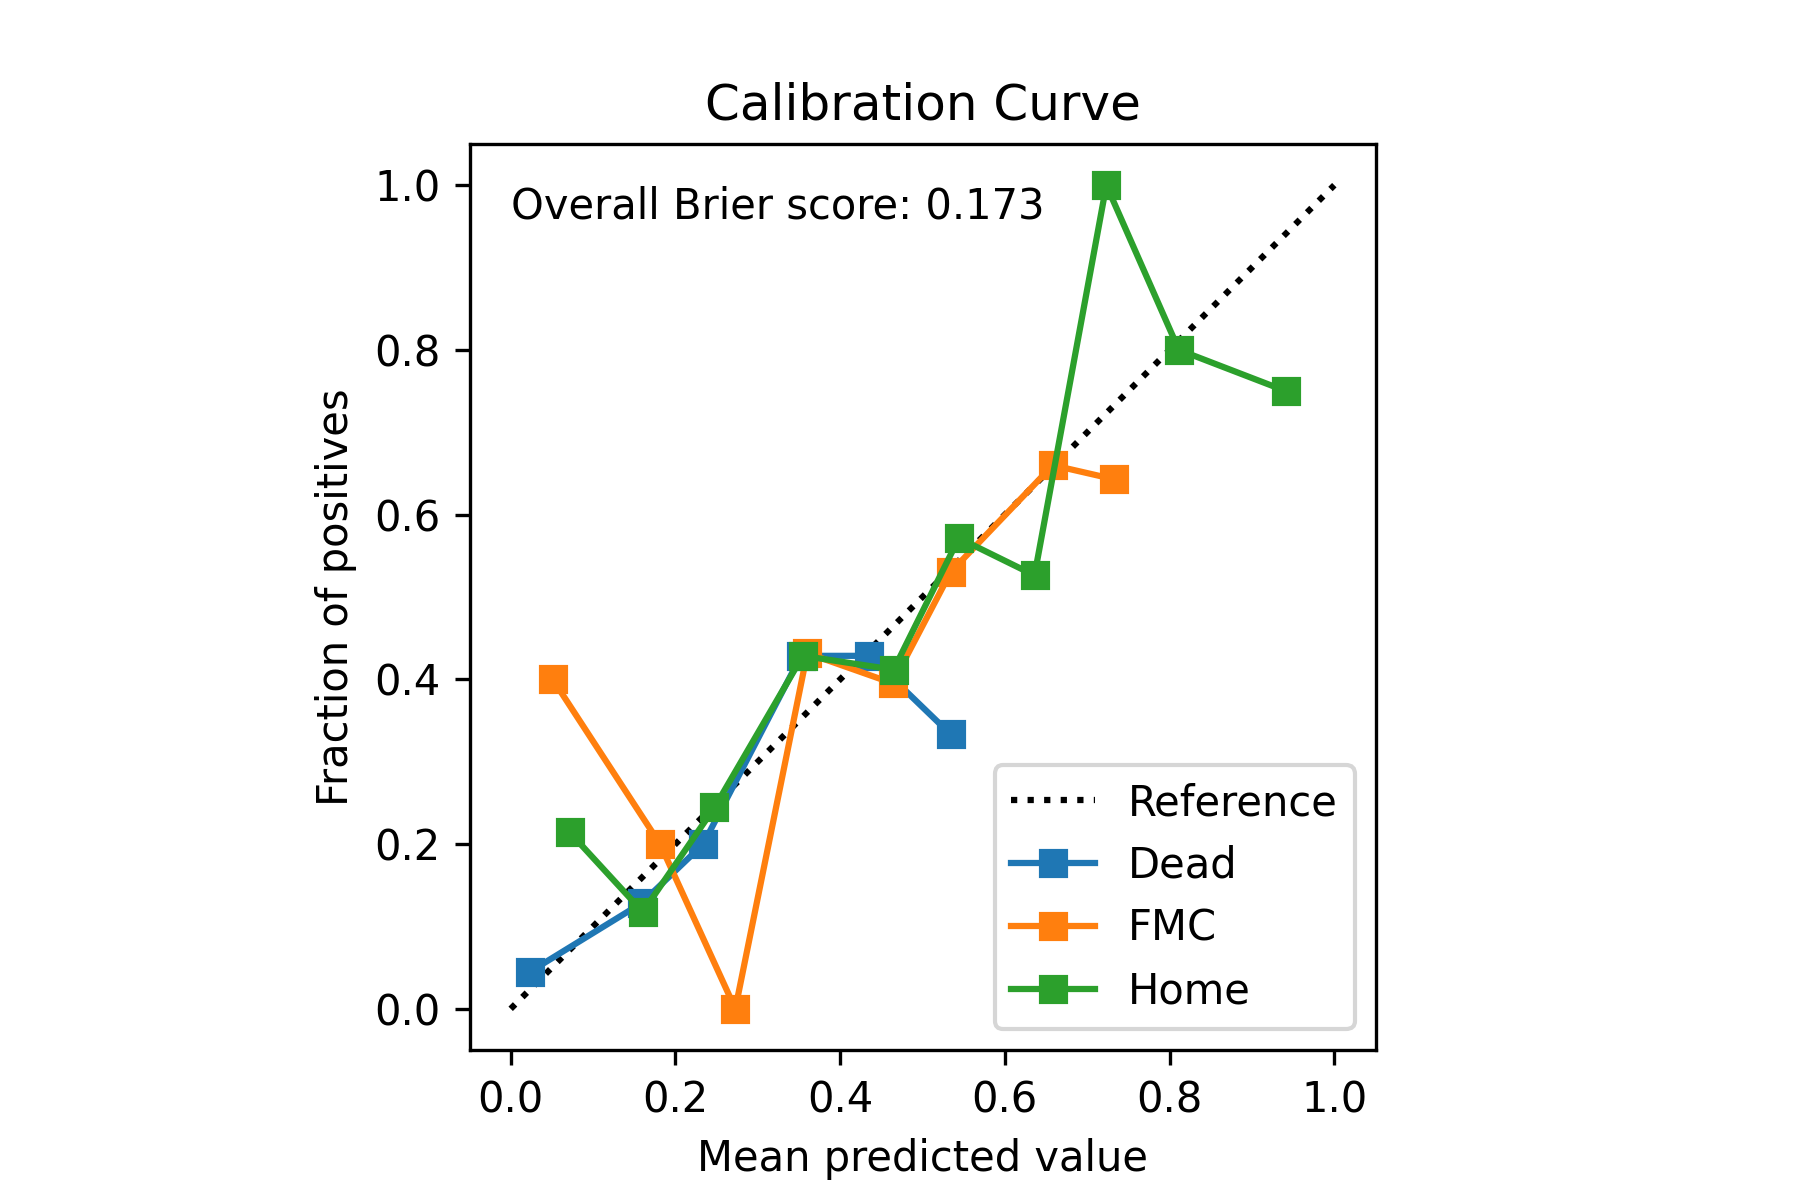 Calibration Curve
Overall Brier score: 0.173
Fraction of positives
1.0
0.8
0.6
0.4
0.2
0.0
Reference
Dead
FMC
Home
0.0 0.2 0.4 0.6 0.8 1.0
Mean predicted value